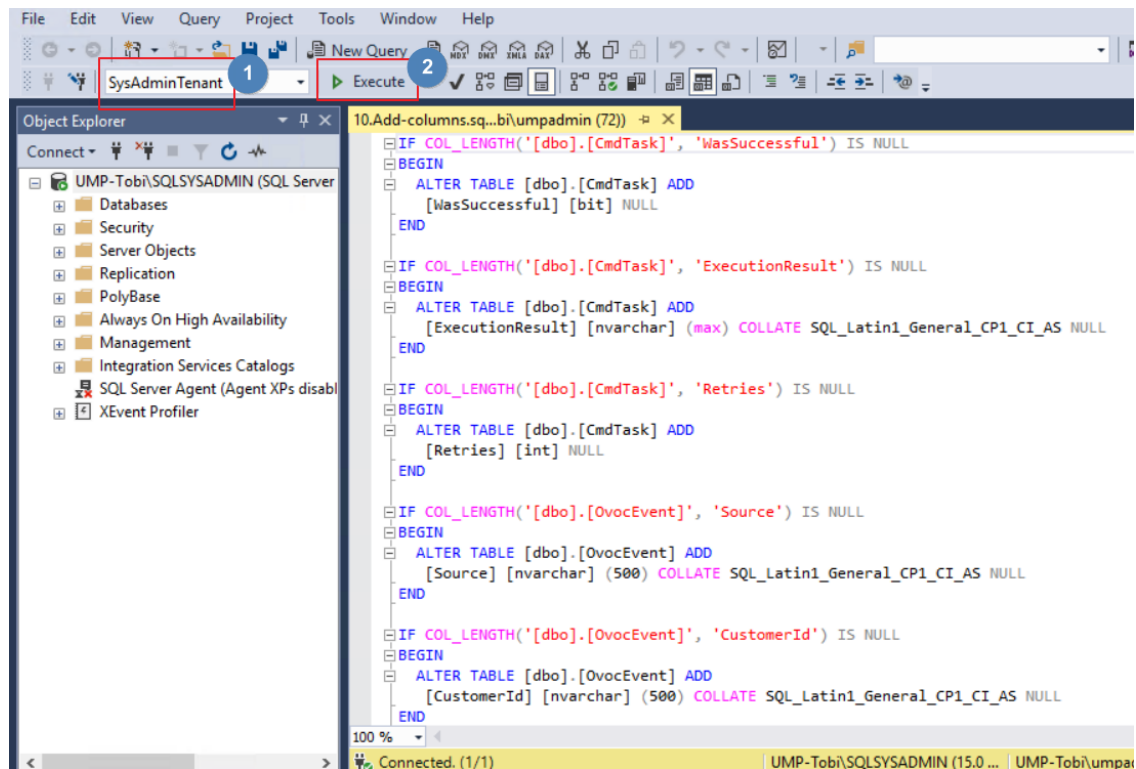 File Edit View Query Project Tools Window Help
New Query MDX DMX XMLA DAX
SysAdminTenant 1 Execute 2
Object Explorer
10.Add-columns.sq...bi\umpadmin (72))
Connect
UMP-Tobi\SQLSYSADMIN (SQL Server
Databases
Security
Server Objects
Replication
PolyBase
Always On High Availability
Management
Integration Services Catalogs
SQL Server Agent (Agent XPs disabl
XEvent Profiler
IF COL_LENGTH('[dbo].[CmdTask]', 'WasSuccessful') IS NULL
BEGIN
ALTER TABLE [dbo].[CmdTask] ADD
[WasSuccessful] [bit] NULL
END
IF COL_LENGTH('[dbo].[CmdTask]', 'ExecutionResult') IS NULL
BEGIN
ALTER TABLE [dbo].[CmdTask] ADD
[ExecutionResult] [nvarchar] (max) COLLATE SQL_Latin1_General_CP1_CI_AS NULL
END
IF COL_LENGTH('[dbo].[CmdTask]', 'Retries') IS NULL
BEGIN
ALTER TABLE [dbo].[CmdTask] ADD
[Retries] [int] NULL
END
IF COL_LENGTH('[dbo].[OvocEvent]', 'Source') IS NULL
BEGIN
ALTER TABLE [dbo].[OvocEvent] ADD
[Source] [nvarchar] (500) COLLATE SQL_Latin1_General_CP1_CI_AS NULL
END
IF COL_LENGTH('[dbo].[OvocEvent]', 'CustomerId') IS NULL
BEGIN
ALTER TABLE [dbo].[OvocEvent] ADD
[CustomerId] [nvarchar] (500) COLLATE SQL_Latin1_General_CP1_CI_AS NULL
END
100 %
Connected. (1/1) UMP-Tobi\SQLSYSADMIN (15.0 ... UMP-Tobi\umpad